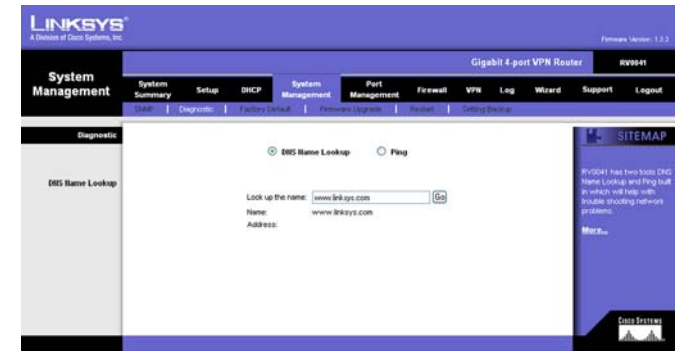 LINKSYS®
A Division of Cisco Systems, Inc.
Firmware Version: 1.3.2
Gigabit 4-port VPN Router
RV0041
System Management
System Summary
Setup
DHCP
System Management
Port Management
Firewall
VPN
Log
Wizard
Support
Logout
SNMP | Diagnostic | Factory Default | Firmware Upgrade | Restart | Setting Backup
Diagnostic
SITEMAP
DNS Name Lookup
Ping
DNS Name Lookup
RV0041 has two tools DNS
Name Lookup and Ping built
in which will help with
trouble shooting network
problems.
More...
Look up the name: www.linksys.com Go
Name: www.linksys.com
Address:
CISCO SYSTEMS